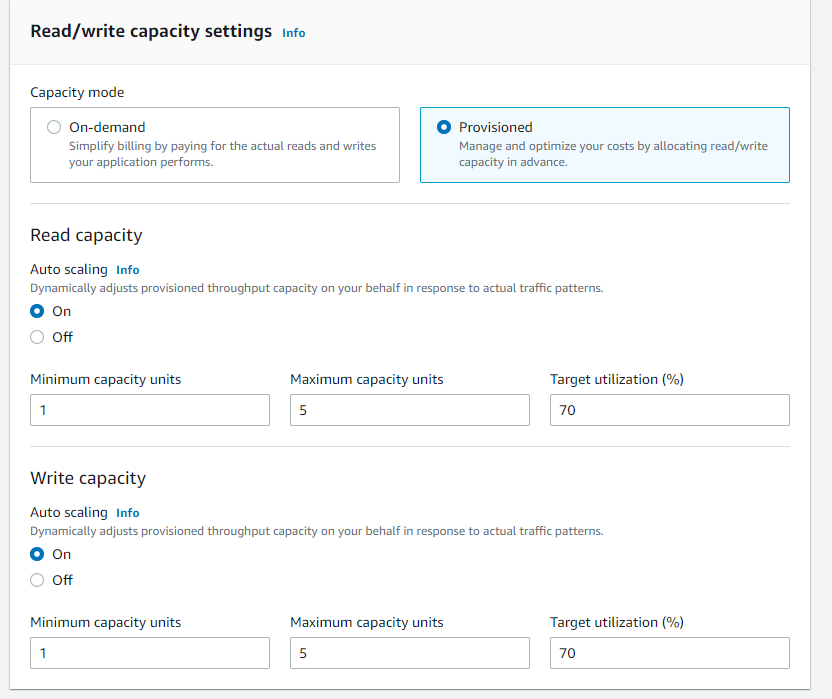 Read/write capacity settings Info
Capacity mode
On-demand
Simplify billing by paying for the actual reads and writes
your application performs.
Provisioned
Manage and optimize your costs by allocating read/write
capacity in advance.
Read capacity
Auto scaling Info
Dynamically adjusts provisioned throughput capacity on your behalf in response to actual traffic patterns.
On
Off
Minimum capacity units
1
Maximum capacity units
5
Target utilization (%)
70
Write capacity
Auto scaling Info
Dynamically adjusts provisioned throughput capacity on your behalf in response to actual traffic patterns.
On
Off
Minimum capacity units
1
Maximum capacity units
5
Target utilization (%)
70